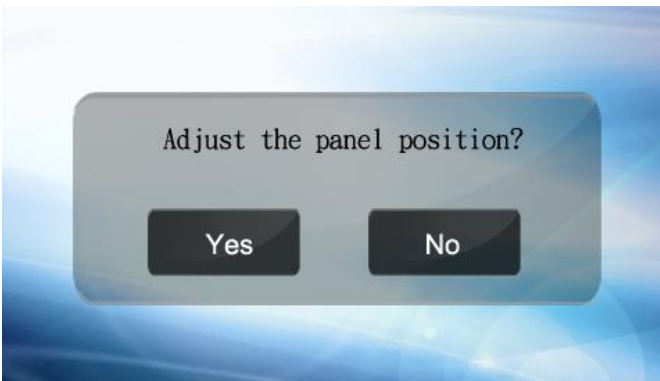 Adjust the panel position?
Yes
No